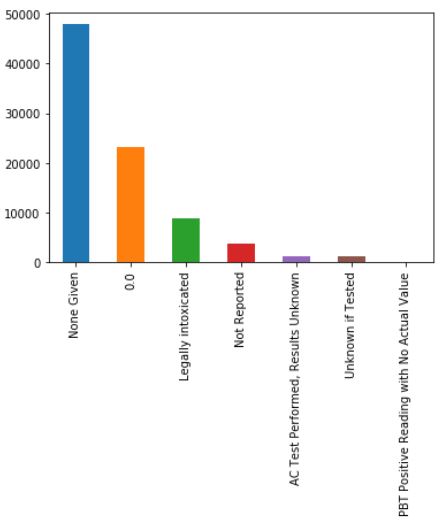 50000
40000
30000
20000
10000
0
None Given
0.0
Legally intoxicated
Not Reported
AC Test Performed, Results Unknown
Unknown if Tested
PBT Positive Reading with No Actual Value